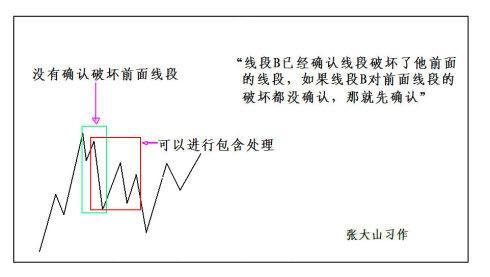 没有确认破坏前面线段
“线段B已经确认线段破坏了他前面
的线段，如果线段B对前面线段的
破坏都没确认，那就先确认”
可以进行包含处理
张大山习作